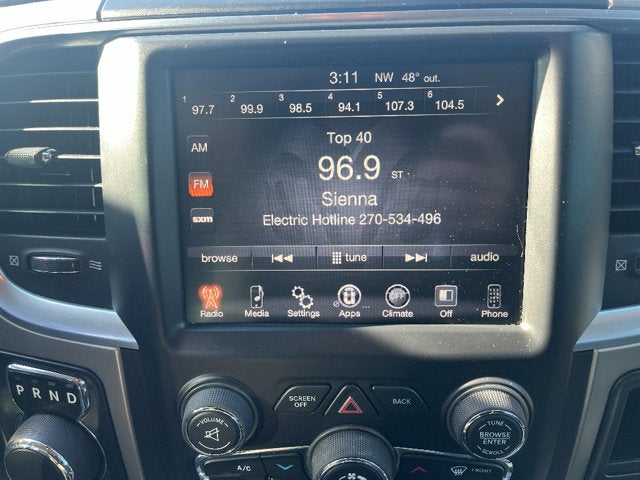 3:11 NW 48° out.
1 97.7 2 99.9 3 98.5 4 94.1 5 107.3 6 104.5
Top 40
AM
96.9 ST
FM
Sienna
sxm
Electric Hotline 270-534-496
browse tune audio
OFF
Radio Media Settings Apps Climate Off Phone
PRND
SCREEN OFF
BACK
VOLUME
TUNE
BROWSE
ENTER
A/C
FRONT